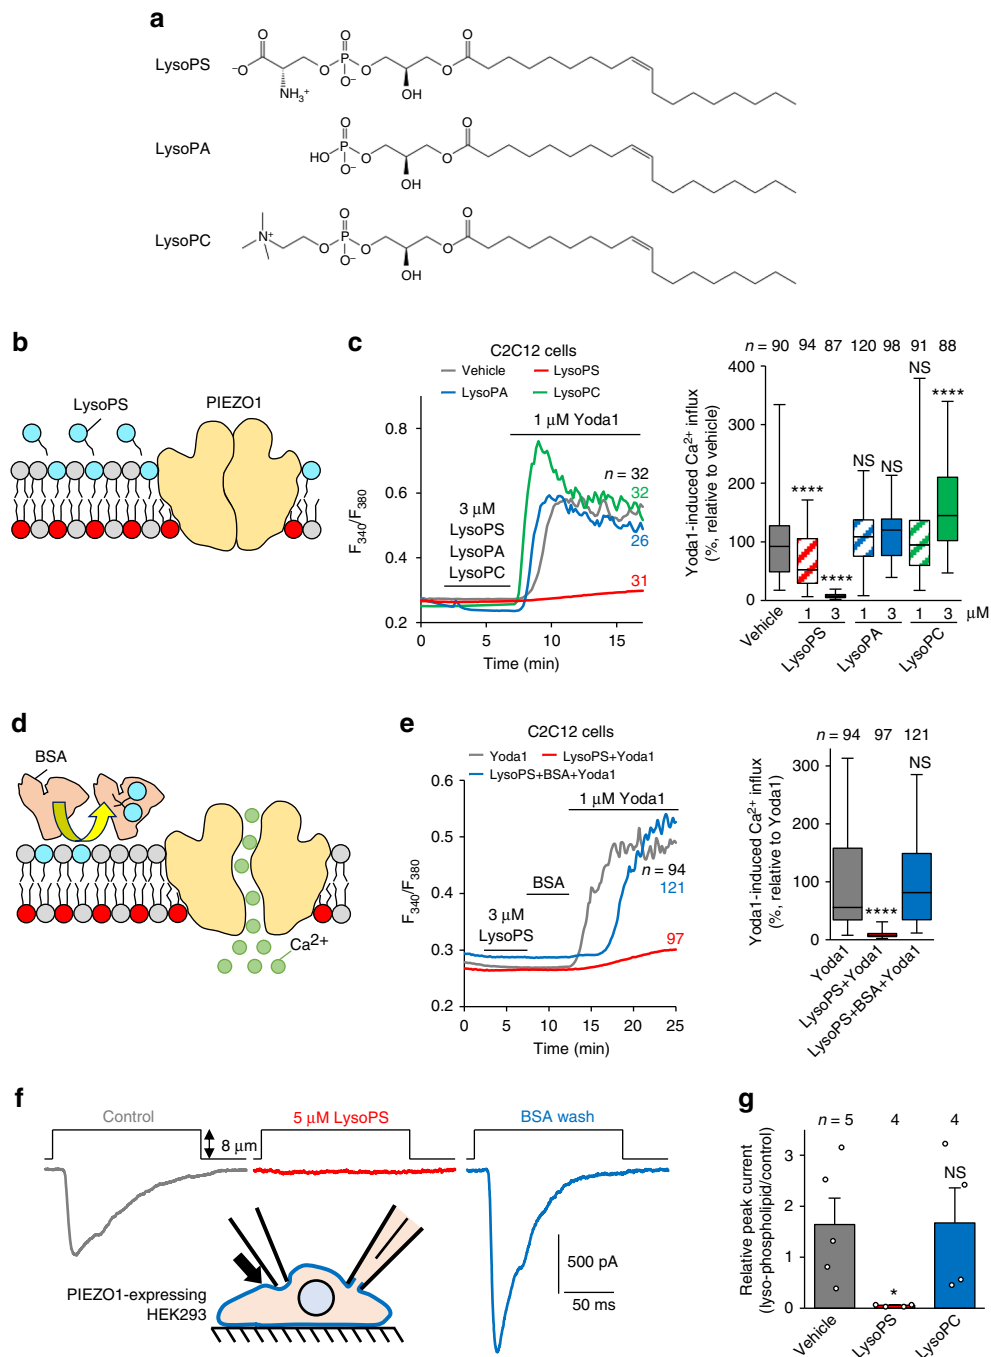 a
LysoPS
O
−O
NH3+
O
O
P
O−
O
OH
O
O
LysoPA
O
HO
P
O−
O
OH
O
O
LysoPC
N+
O
O
P
O−
O
OH
O
O
b
LysoPS
PIEZO1
c
C2C12 cells
Vehicle
LysoPS
LysoPA
LysoPC
1 μM Yoda1
n = 32
32
26
31
3 μM
LysoPS
LysoPA
LysoPC
F340/F380
0.8
0.6
0.4
0.2
0 5 10 15
Time (min)
n = 90 94 87 120 98 91 88
NS
****
****
****
NS NS
Yoda1-induced Ca2+ influx
(%, relative to vehicle)
400
300
200
100
0
1 3 1 3 1 3 μM
Vehicle
LysoPS
LysoPA
LysoPC
d
BSA
Ca2+
e
C2C12 cells
Yoda1
LysoPS+Yoda1
LysoPS+BSA+Yoda1
1 μM Yoda1
BSA
3 μM
LysoPS
n = 94
121
97
F340/F380
0.6
0.5
0.4
0.3
0.2
0 5 10 15 20 25
Time (min)
n = 94 97 121
NS
****
Yoda1-induced Ca2+ influx
(%, relative to Yoda1)
300
200
100
0
Yoda1
LysoPS+Yoda1
LysoPS+BSA+Yoda1
f
Control
5 μM LysoPS
BSA wash
8 μm
PIEZO1-expressing
HEK293
500 pA
50 ms
g
n = 5 4 4
NS
*
Relative peak current
(lyso-phospholipid/control)
3
2
1
0
Vehicle
LysoPS
LysoPC